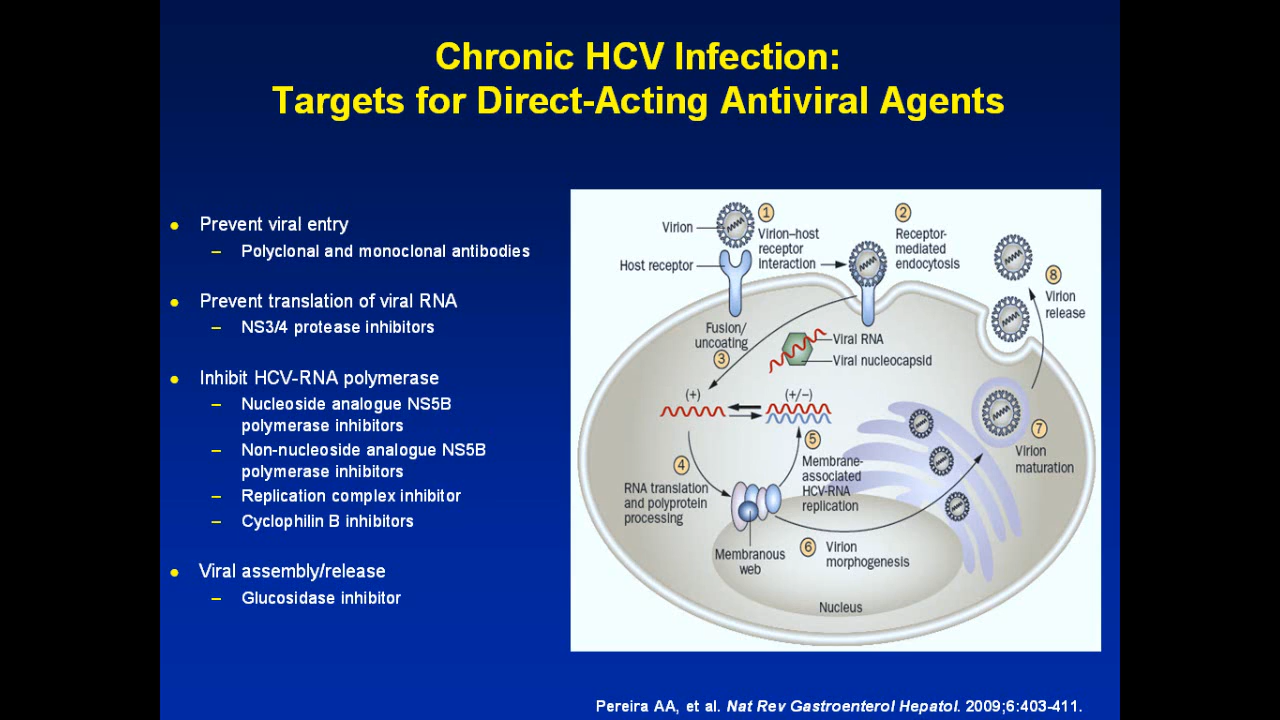 Chronic HCV Infection:
Targets for Direct-Acting Antiviral Agents
• Prevent viral entry
– Polyclonal and monoclonal antibodies
• Prevent translation of viral RNA
– NS3/4 protease inhibitors
• Inhibit HCV-RNA polymerase
– Nucleoside analogue NS5B
polymerase inhibitors
– Non-nucleoside analogue NS5B
polymerase inhibitors
– Replication complex inhibitor
– Cyclophilin B inhibitors
• Viral assembly/release
– Glucosidase inhibitor
Virion
Host receptor
1
Virion–host
receptor
Interaction
2
Receptor-
mediated
endocytosis
8
Virion
release
Fusion/
uncoating
3
Viral RNA
Viral nucleocapsid
(+)
(+/–)
4
RNA translation
and polyprotein
processing
5
Membrane-
associated
HCV-RNA
replication
7
Virion
maturation
Membranous
web
6
Virion
morphogenesis
Nucleus
Pereira AA, et al. Nat Rev Gastroenterol Hepatol. 2009;6:403-411.